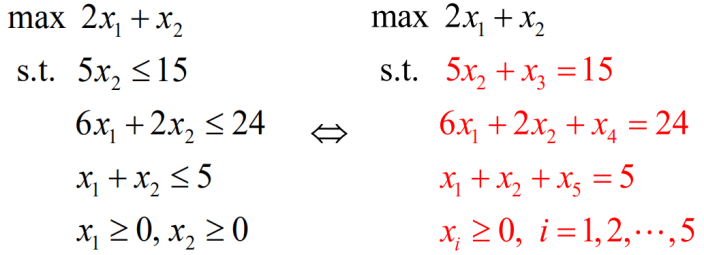 max 2x₁ + x₂
s.t. 5x₂ ≤ 15
6x₁ + 2x₂ ≤ 24
x₁ + x₂ ≤ 5
x₁ ≥ 0, x₂ ≥ 0
⇔
max 2x₁ + x₂
s.t. 5x₂ + x₃ = 15
6x₁ + 2x₂ + x₄ = 24
x₁ + x₂ + x₅ = 5
xᵢ ≥ 0, i = 1, 2, ⋯, 5